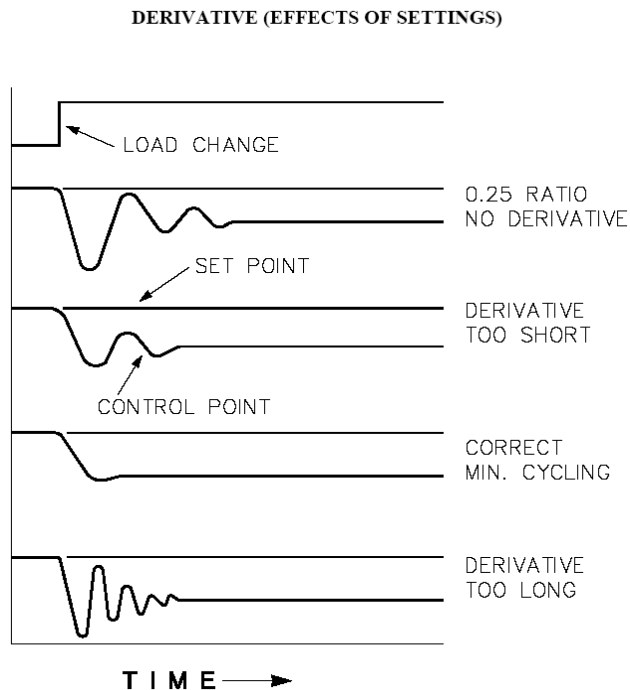 DERIVATIVE (EFFECTS OF SETTINGS)
LOAD CHANGE
0.25 RATIO
NO DERIVATIVE
SET POINT
DERIVATIVE
TOO SHORT
CONTROL POINT
CORRECT
MIN. CYCLING
DERIVATIVE
TOO LONG
TIME